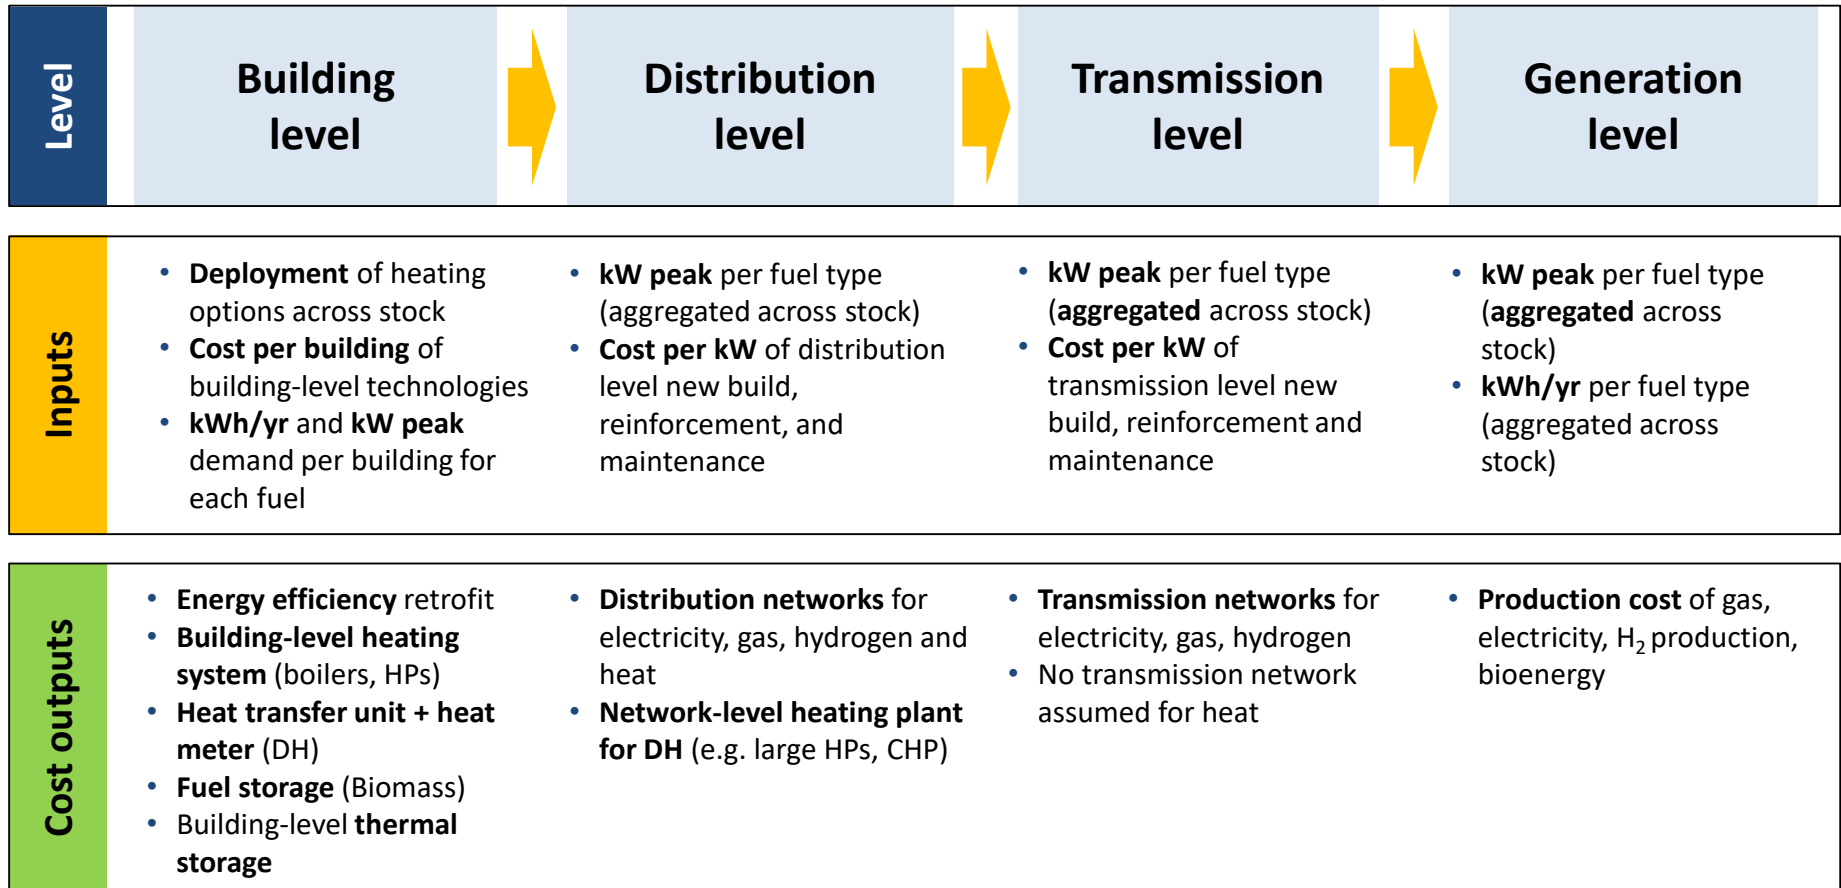 Level
Building
level
Distribution
level
Transmission
level
Generation
level
Inputs
• Deployment of heating
options across stock
• Cost per building of
building-level technologies
• kWh/yr and kW peak
demand per building for
each fuel
• kW peak per fuel type
(aggregated across stock)
• Cost per kW of distribution
level new build,
reinforcement, and
maintenance
• kW peak per fuel type
(aggregated across stock)
• Cost per kW of
transmission level new
build, reinforcement and
maintenance
• kW peak per fuel type
(aggregated across
stock)
• kWh/yr per fuel type
(aggregated across
stock)
Cost outputs
• Energy efficiency retrofit
• Building-level heating
system (boilers, HPs)
• Heat transfer unit + heat
meter (DH)
• Fuel storage (Biomass)
• Building-level thermal
storage
• Distribution networks for
electricity, gas, hydrogen and
heat
• Network-level heating plant
for DH (e.g. large HPs, CHP)
• Transmission networks for
electricity, gas, hydrogen
• No transmission network
assumed for heat
• Production cost of gas,
electricity, H₂ production,
bioenergy